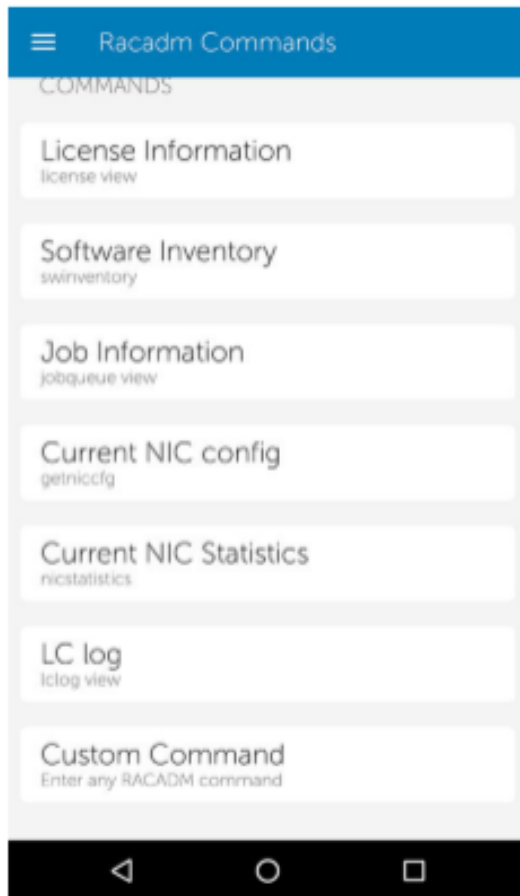 Racadm Commands
COMMANDS
License Information
license view
Software Inventory
swinventory
Job Information
jobqueue view
Current NIC config
getniccfg
Current NIC Statistics
nicstatistics
LC log
lclog view
Custom Command
Enter any RACADM command